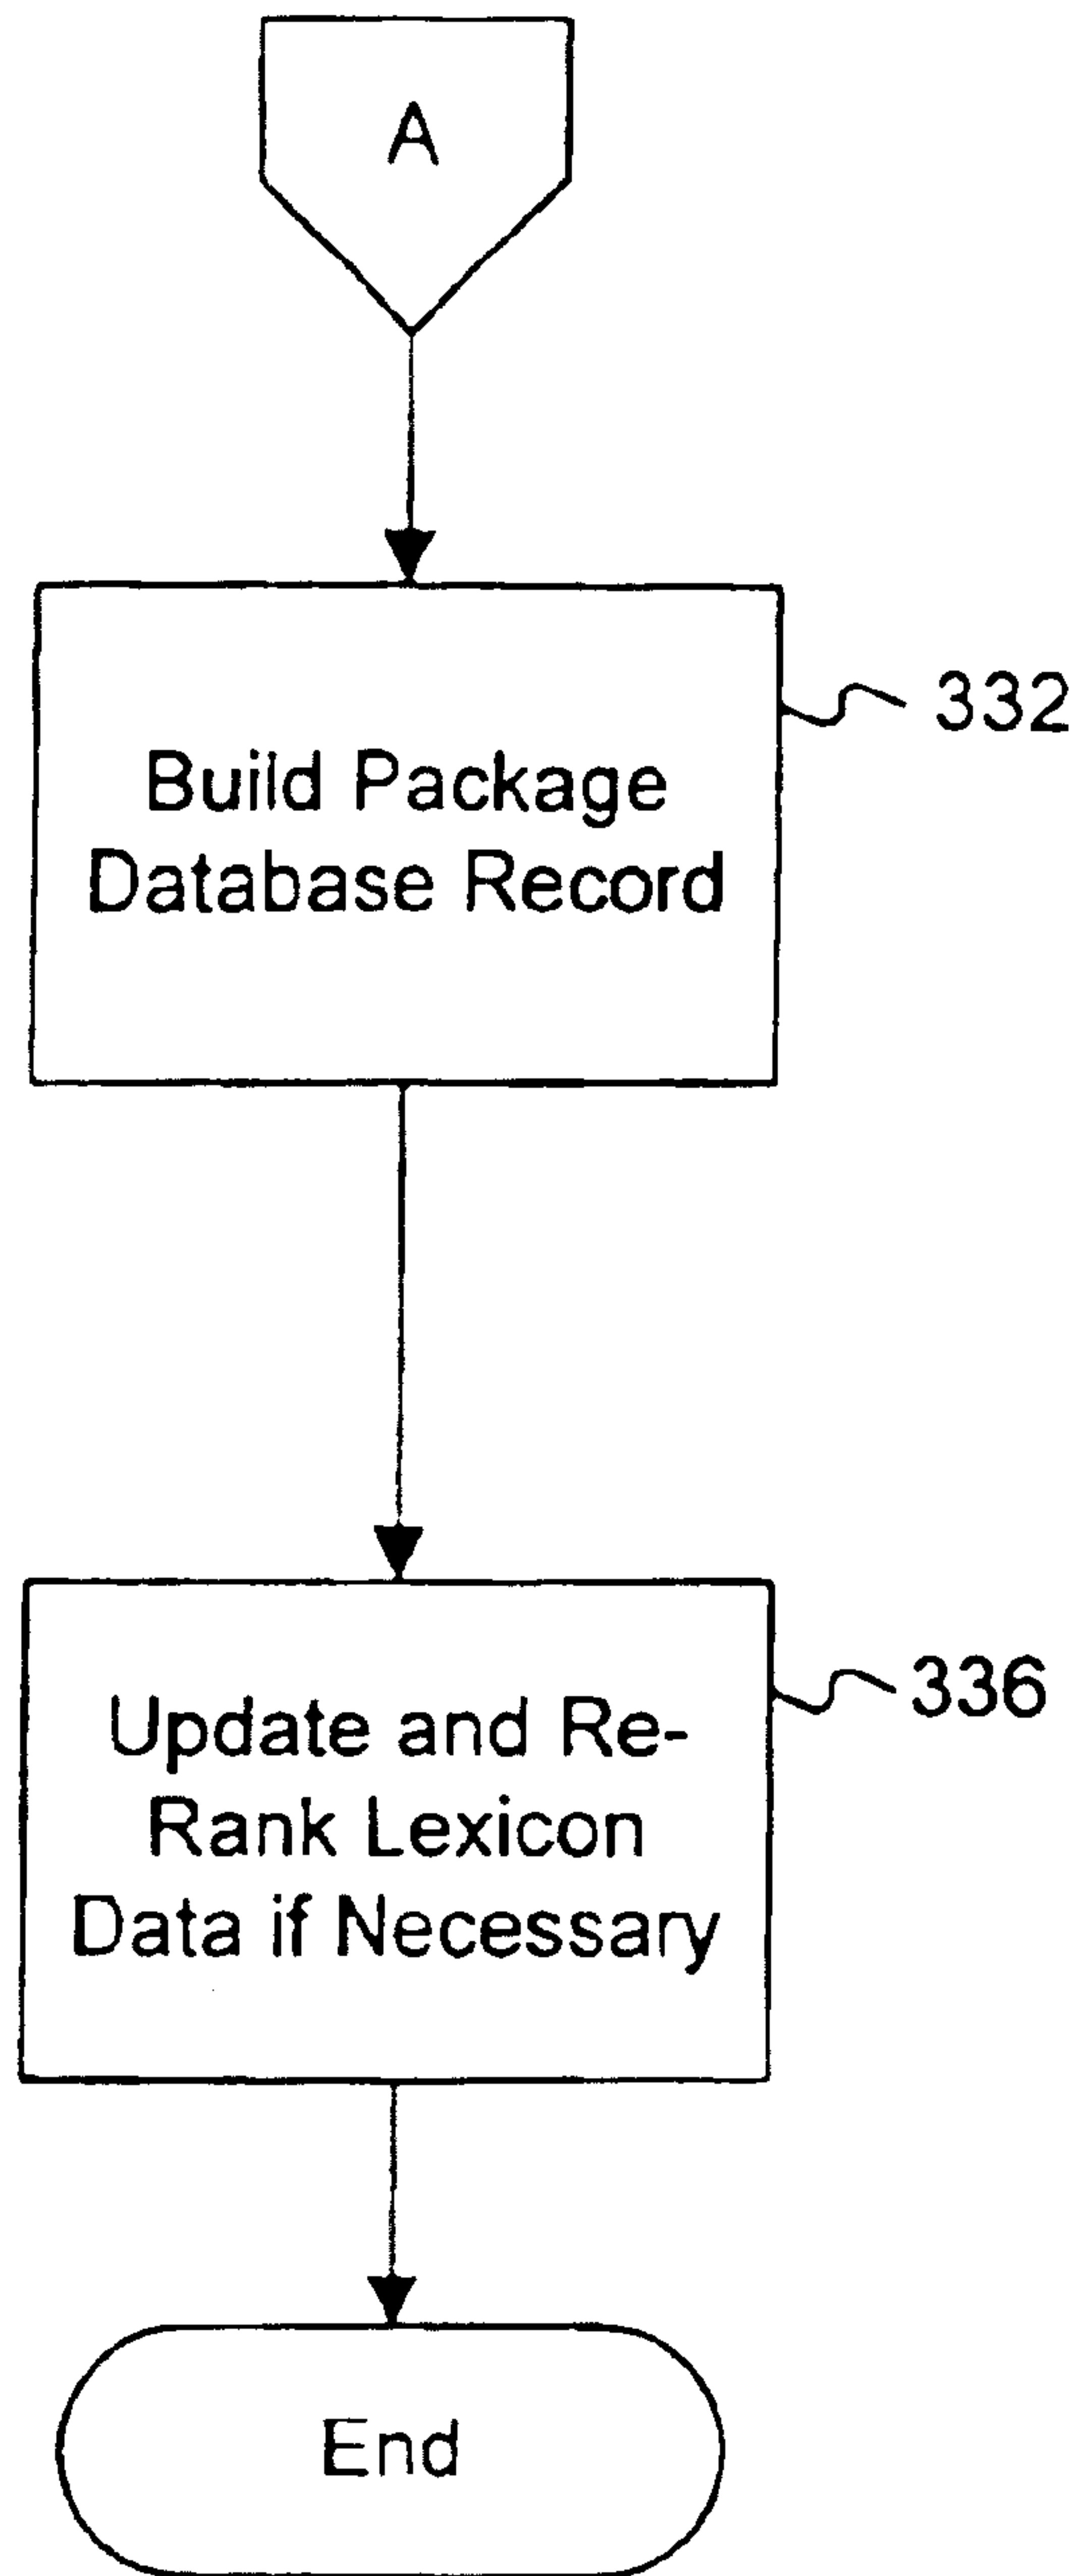 A
332
Build Package
Database Record
336
Update and Re-
Rank Lexicon
Data if Necessary
End